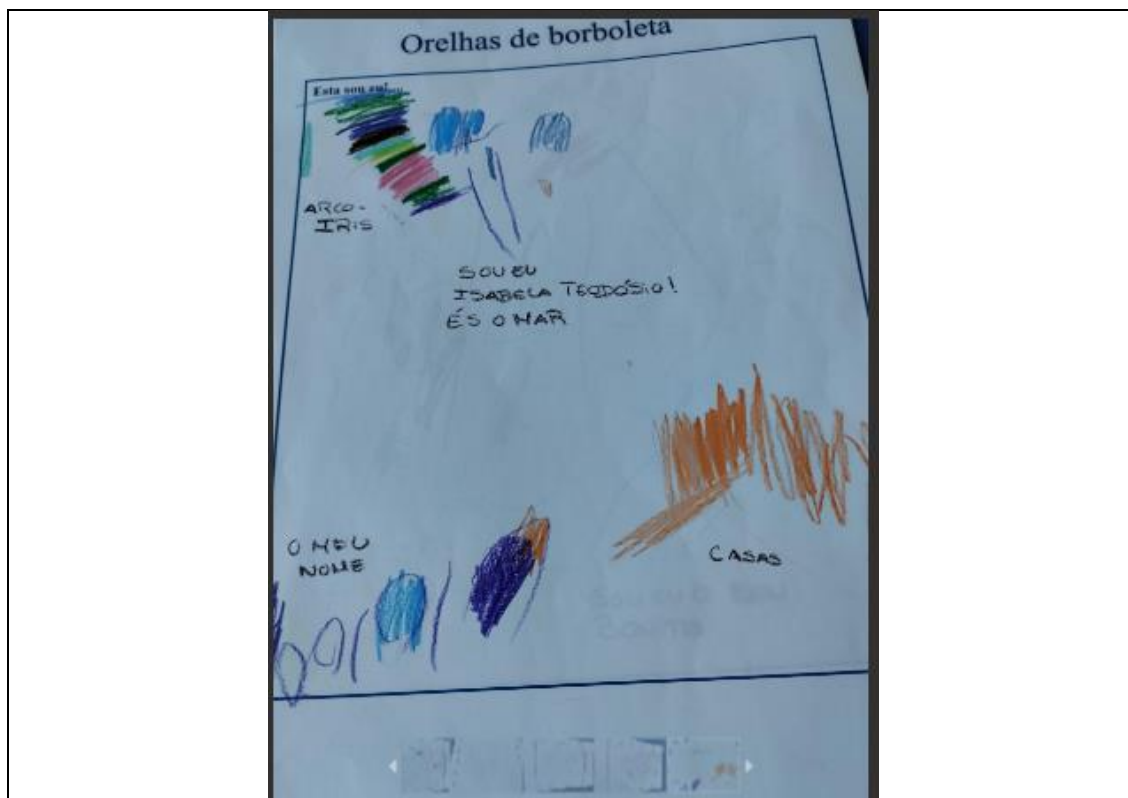 Orelhas de borboleta
Esta sou eu!
ARCO-
IRIS
SOU EU
ISABELA TEODÓSIO!
ÉS O MAR
O MEU
NOME
CASAS